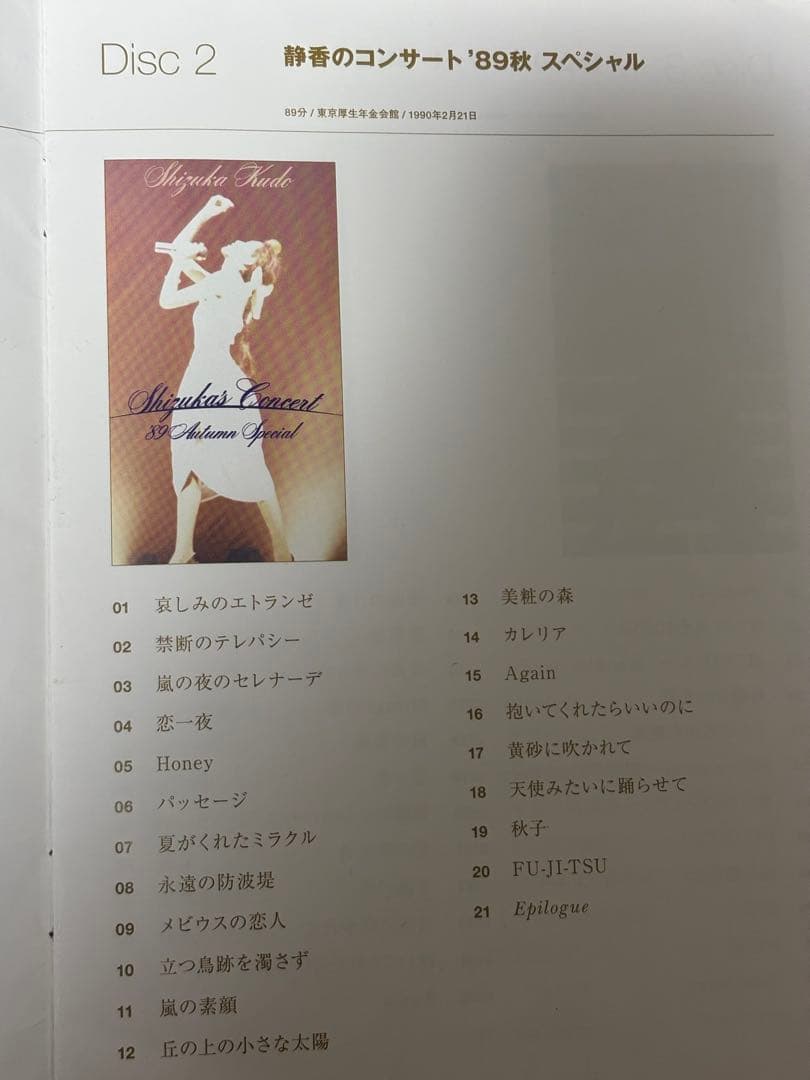 Disc 2
静香のコンサート '89秋 スペシャル
89分 / 東京厚生年金会館 / 1990年2月21日
Shizuka Kudo
Shizuka's Concert
'89 Autumn Special
01 哀しみのエトランゼ
02 禁断のテレパシー
03 嵐の夜のセレナーデ
04 恋一夜
05 Honey
06 パッセージ
07 夏がくれたミラクル
08 永遠の防波堤
09 メビウスの恋人
10 立つ鳥跡を濁さず
11 嵐の素顔
12 丘の上の小さな太陽
13 美粧の森
14 カレリア
15 Again
16 抱いてくれたらいいのに
17 黄砂に吹かれて
18 天使みたいに踊らせて
19 秋子
20 FU-JI-TSU
21 Epilogue